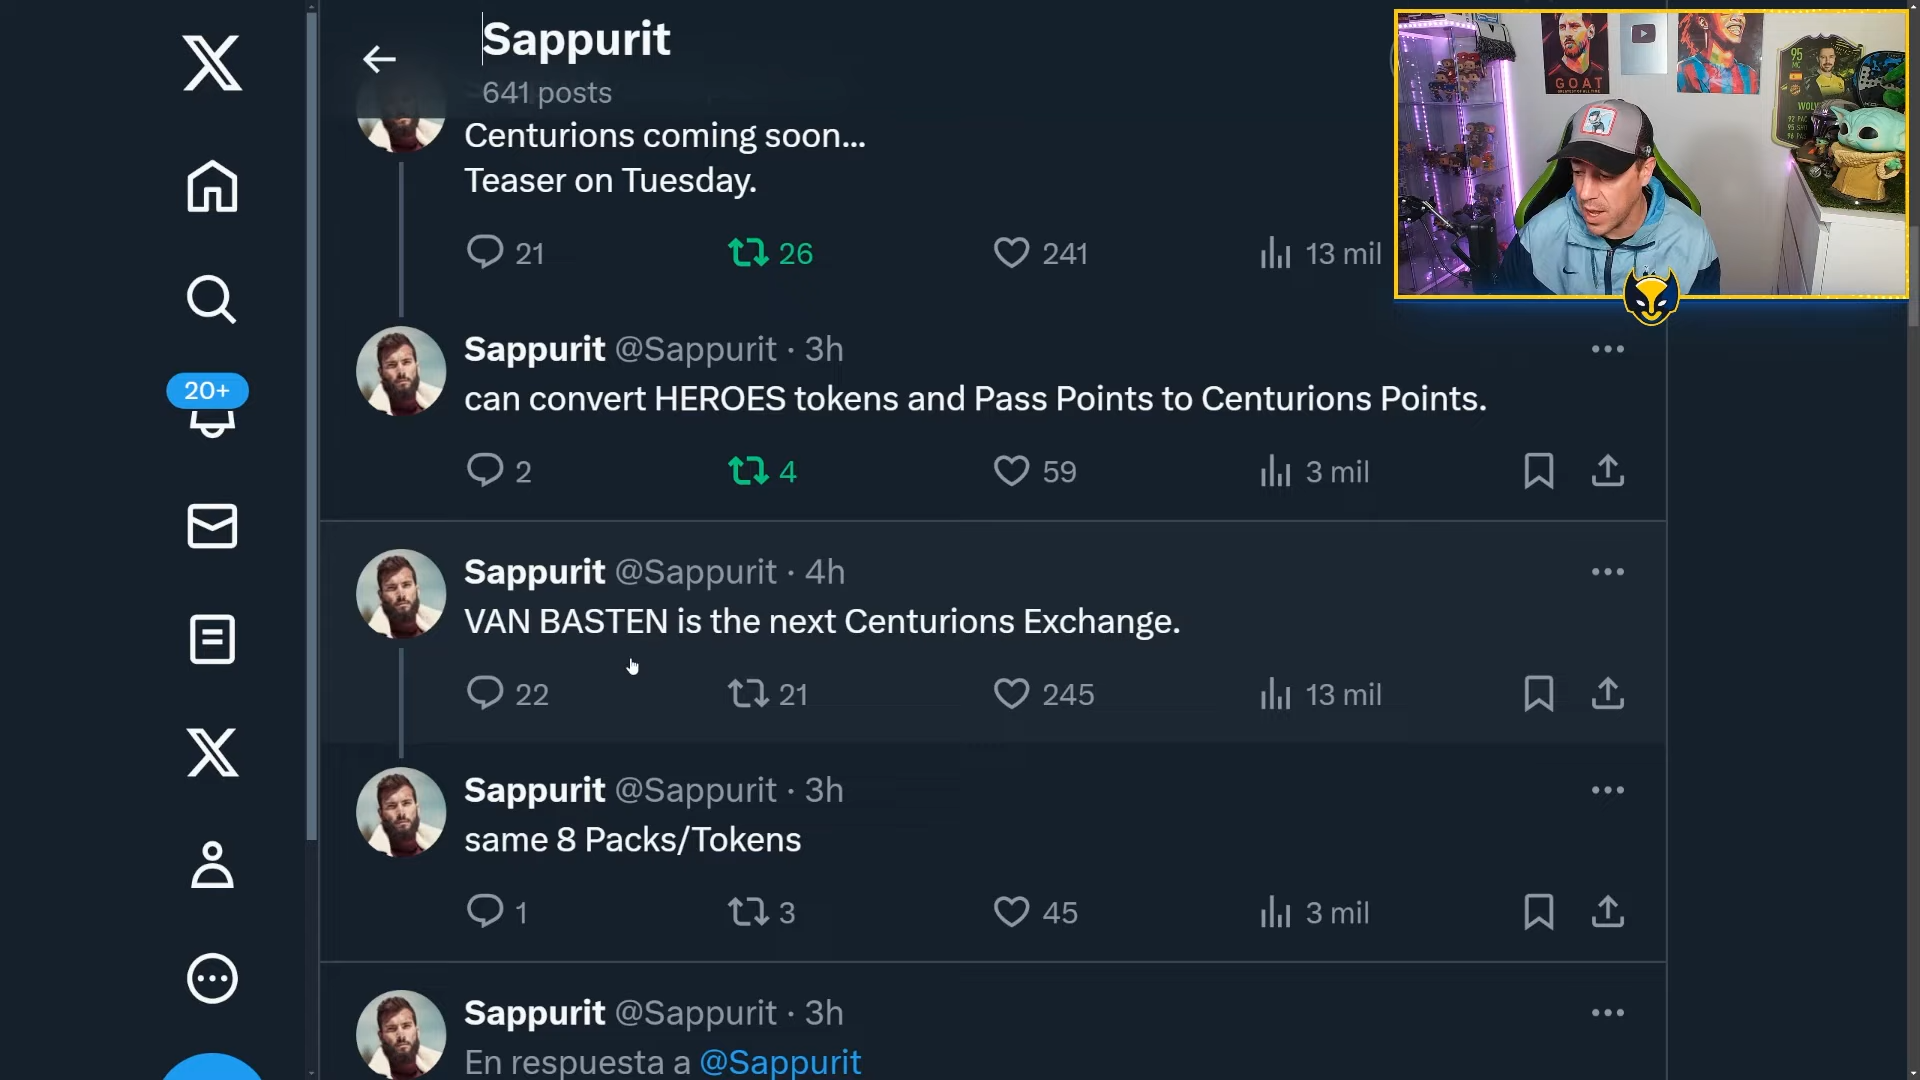 Sappurit
641 posts
Centurions coming soon...
Teaser on Tuesday.
21 26 241 13 mil
Sappurit @Sappurit · 3h
can convert HEROES tokens and Pass Points to Centurions Points.
2 4 59 3 mil
20+
Sappurit @Sappurit · 4h
VAN BASTEN is the next Centurions Exchange.
22 21 245 13 mil
Sappurit @Sappurit · 3h
same 8 Packs/Tokens
1 3 45 3 mil
Sappurit @Sappurit · 3h
En respuesta a @Sappurit
GOAT
95
MC